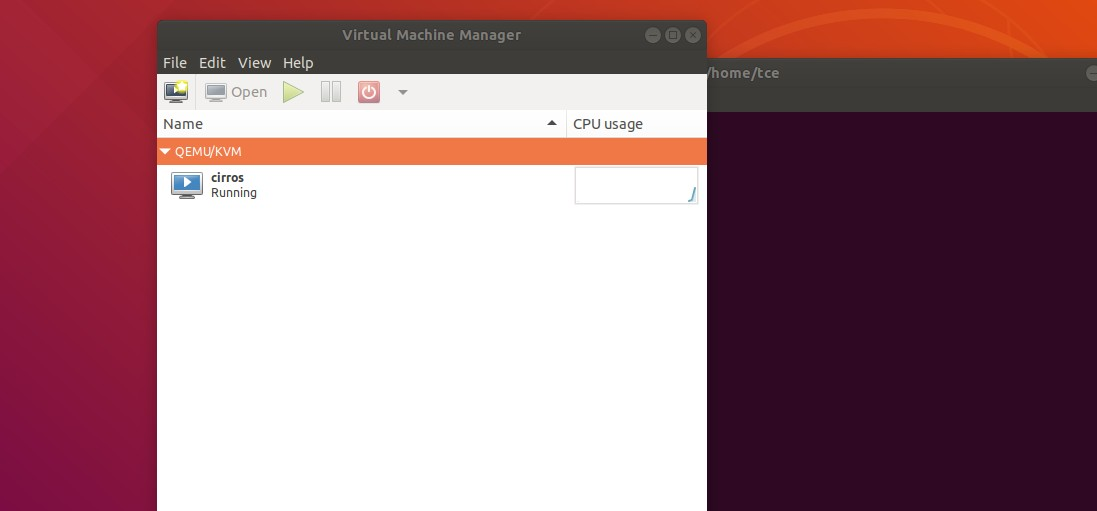 Virtual Machine Manager
/home/tce
File Edit View Help
Open
Name CPU usage
QEMU/KVM
cirros
Running